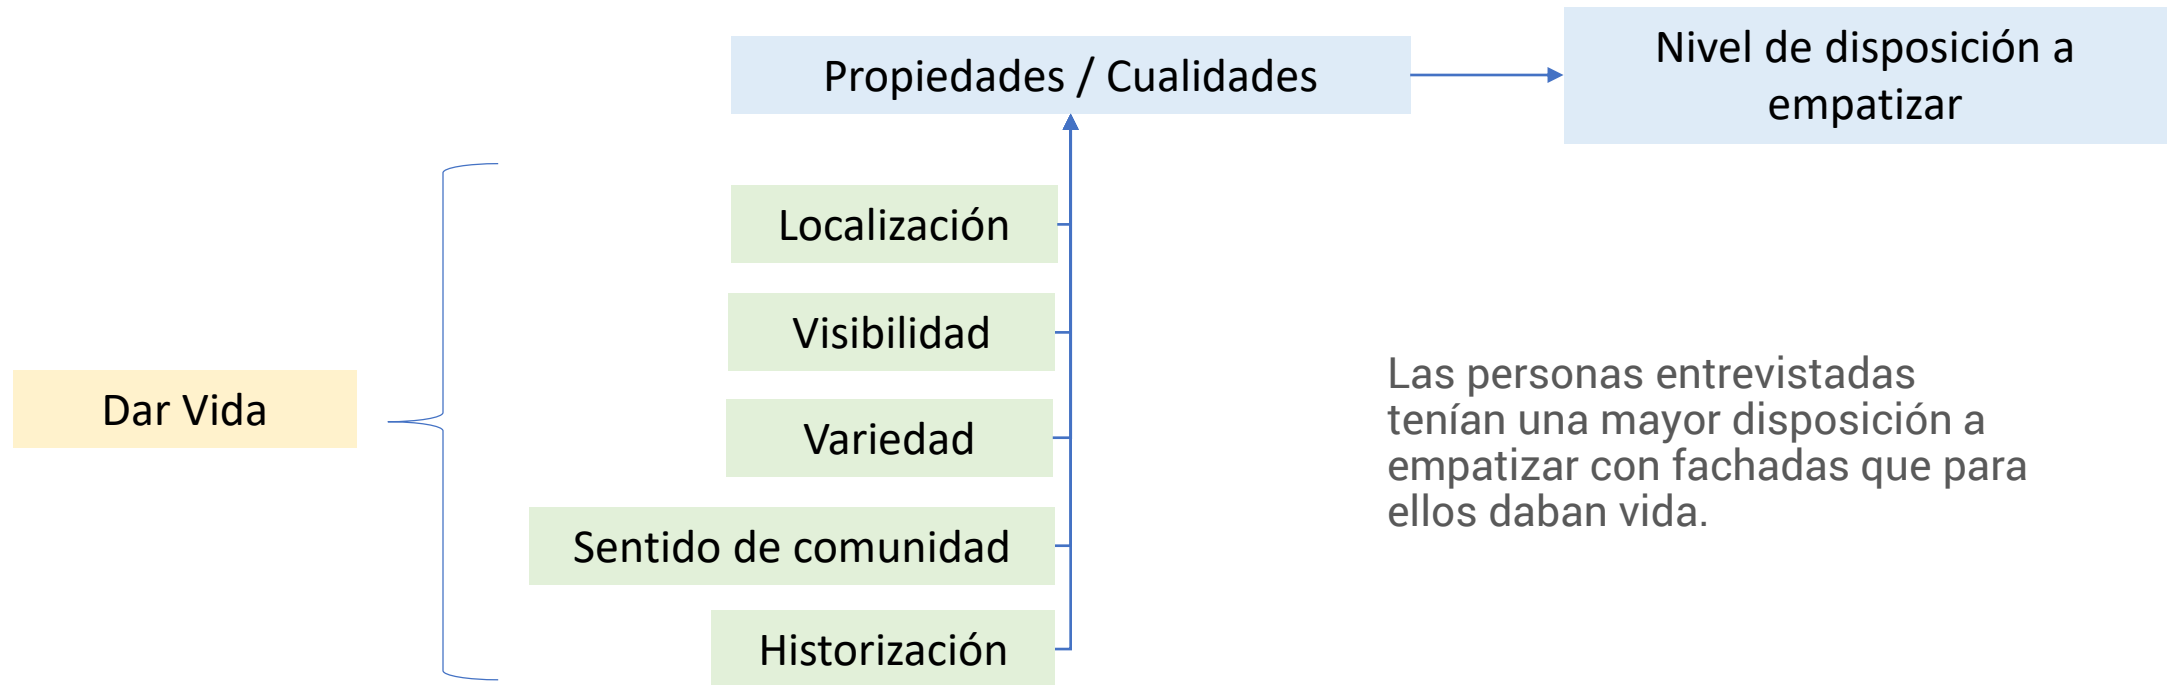 Propiedades / Cualidades
Nivel de disposición a
empatizar
Localización
Visibilidad
Dar Vida
Variedad
Sentido de comunidad
Historización
Las personas entrevistadas
tenían una mayor disposición a
empatizar con fachadas que para
ellos daban vida.